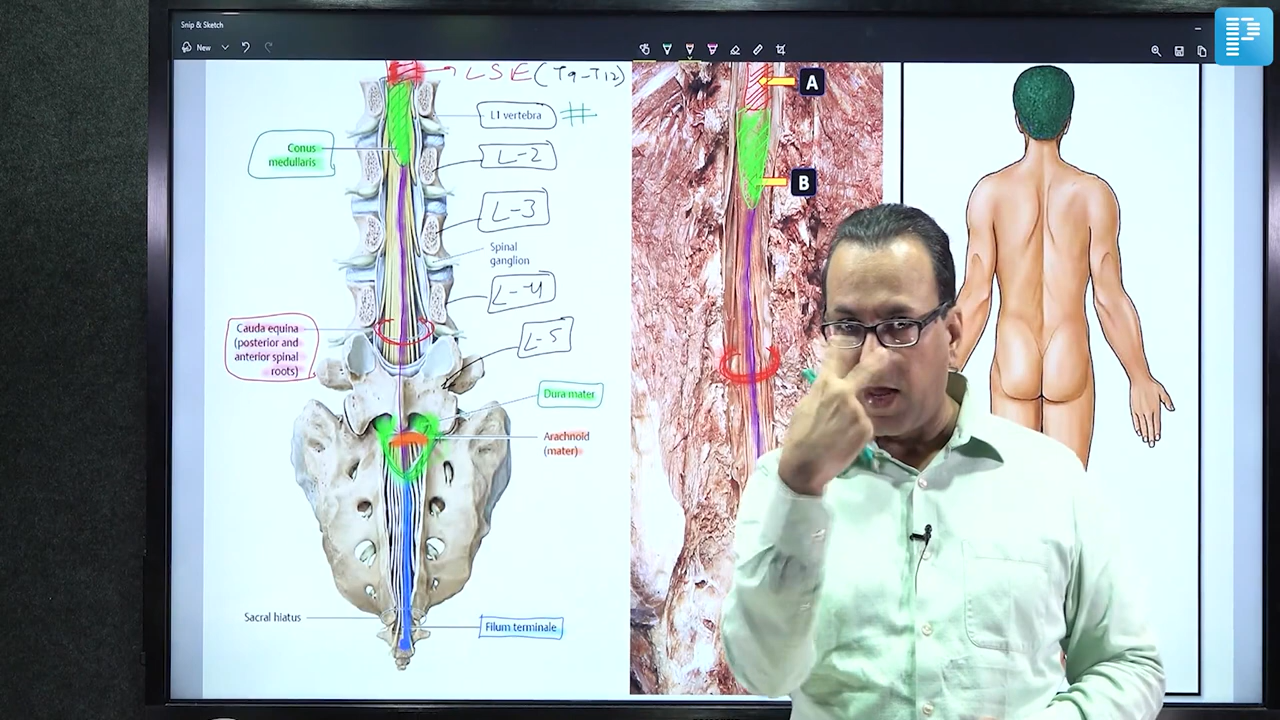 Snip & Sketch
New
LSE (T9-T12)
L1 vertebra
Conus
medullaris
L-2
L-3
Spinal
ganglion
L-4
Cauda equina
(posterior and
anterior spinal
roots)
L-5
Dura mater
Arachnoid
(mater)
Sacral hiatus
Filum terminale
A
B
P